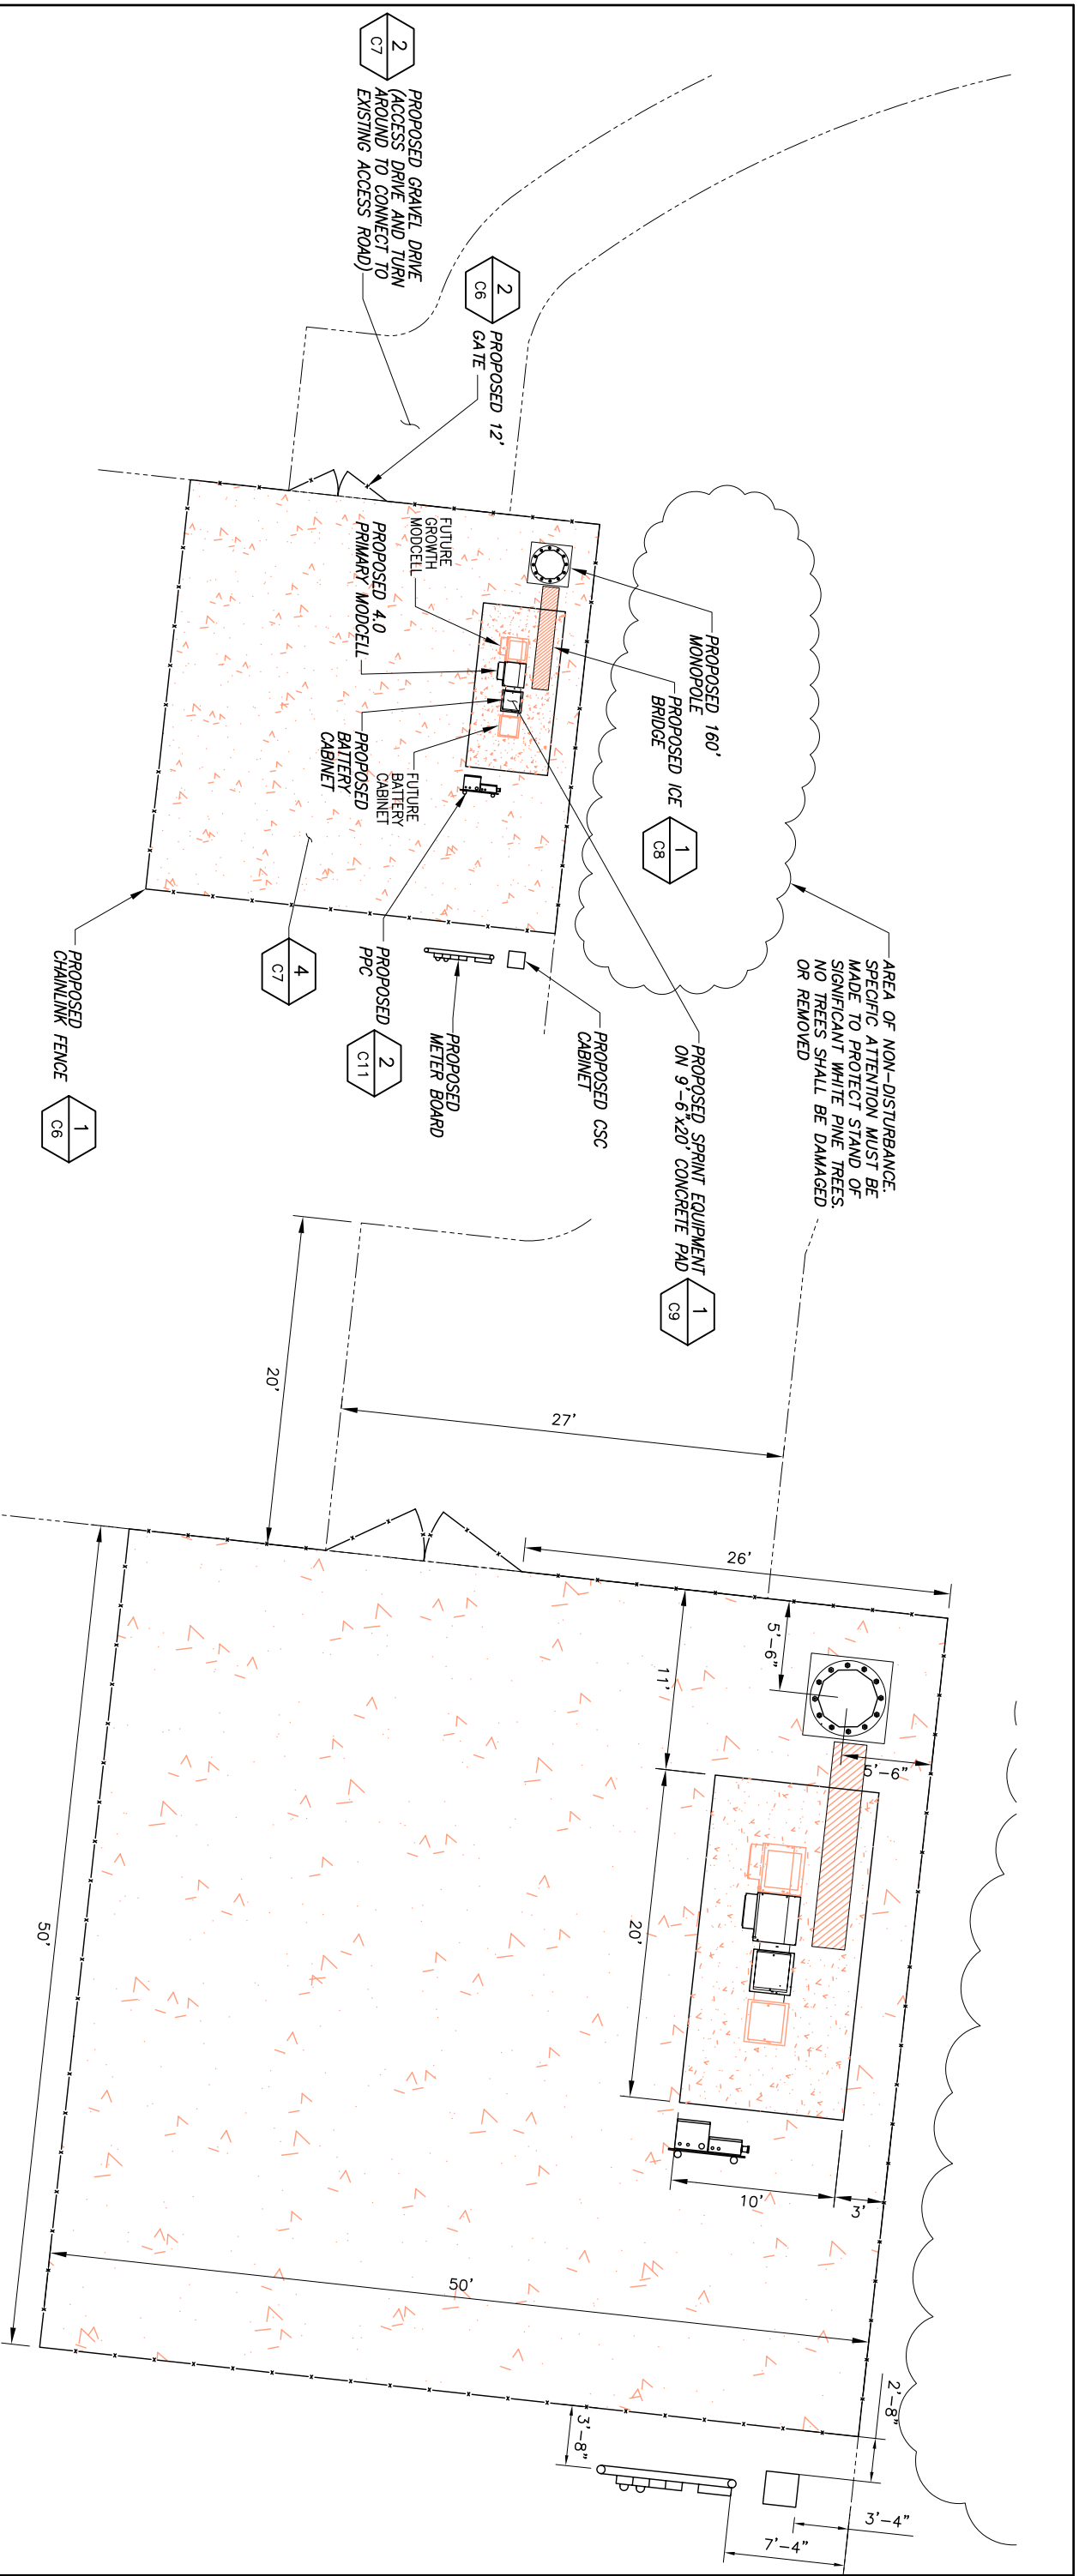 2
C7
PROPOSED GRAVEL DRIVE
(ACCESS DRIVE AND TURN
AROUND TO CONNECT TO
EXISTING ACCESS ROAD)
2
C6
PROPOSED 12'
GATE
FUTURE
GROWTH
MODCELL
PROPOSED 4.0
PRIMARY MODCELL
PROPOSED
BATTERY
CABINET
FUTURE
BATTERY
CABINET
PROPOSED 160'
MONOPOLE
PROPOSED ICE
BRIDGE
1
C8
AREA OF NON-DISTURBANCE.
SPECIFIC ATTENTION MUST BE
MADE TO PROTECT STAND OF
SIGNIFICANT WHITE PINE TREES.
NO TREES SHALL BE DAMAGED
OR REMOVED
PROPOSED SPRINT EQUIPMENT
ON 9'-6"x20' CONCRETE PAD
1
C9
PROPOSED CSC
CABINET
PROPOSED
METER BOARD
PROPOSED
PPC
2
C11
4
C7
PROPOSED
CHAINLINK FENCE
1
C6
20'
27'
26'
5'-6"
11'
5'-6"
20'
50'
10'
3'
50'
2'-8"
3'-8"
3'-4"
7'-4"